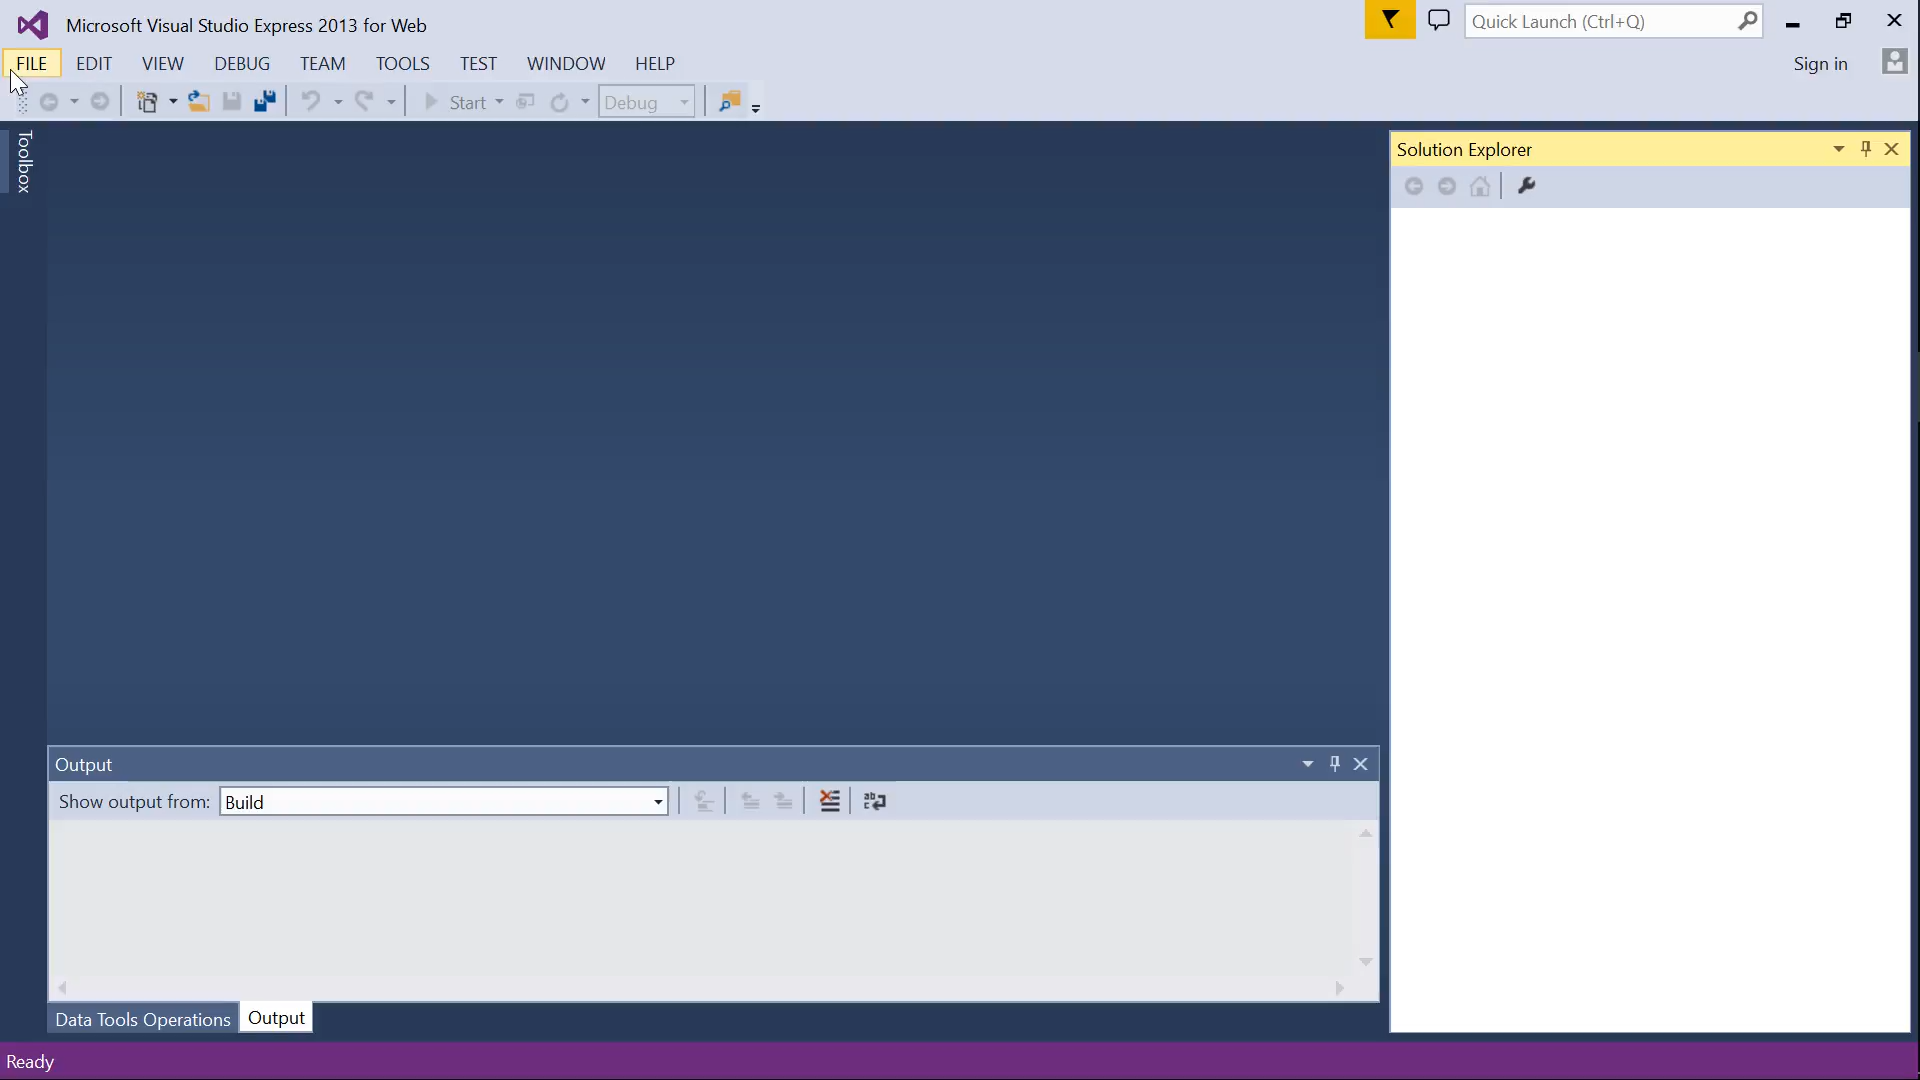 Microsoft Visual Studio Express 2013 for Web
Quick Launch (Ctrl+Q)
FILE EDIT VIEW DEBUG TEAM TOOLS TEST WINDOW HELP
Sign in
Start
Debug
Toolbox
Solution Explorer
Output
Show output from: Build
Data Tools Operations
Output
Ready